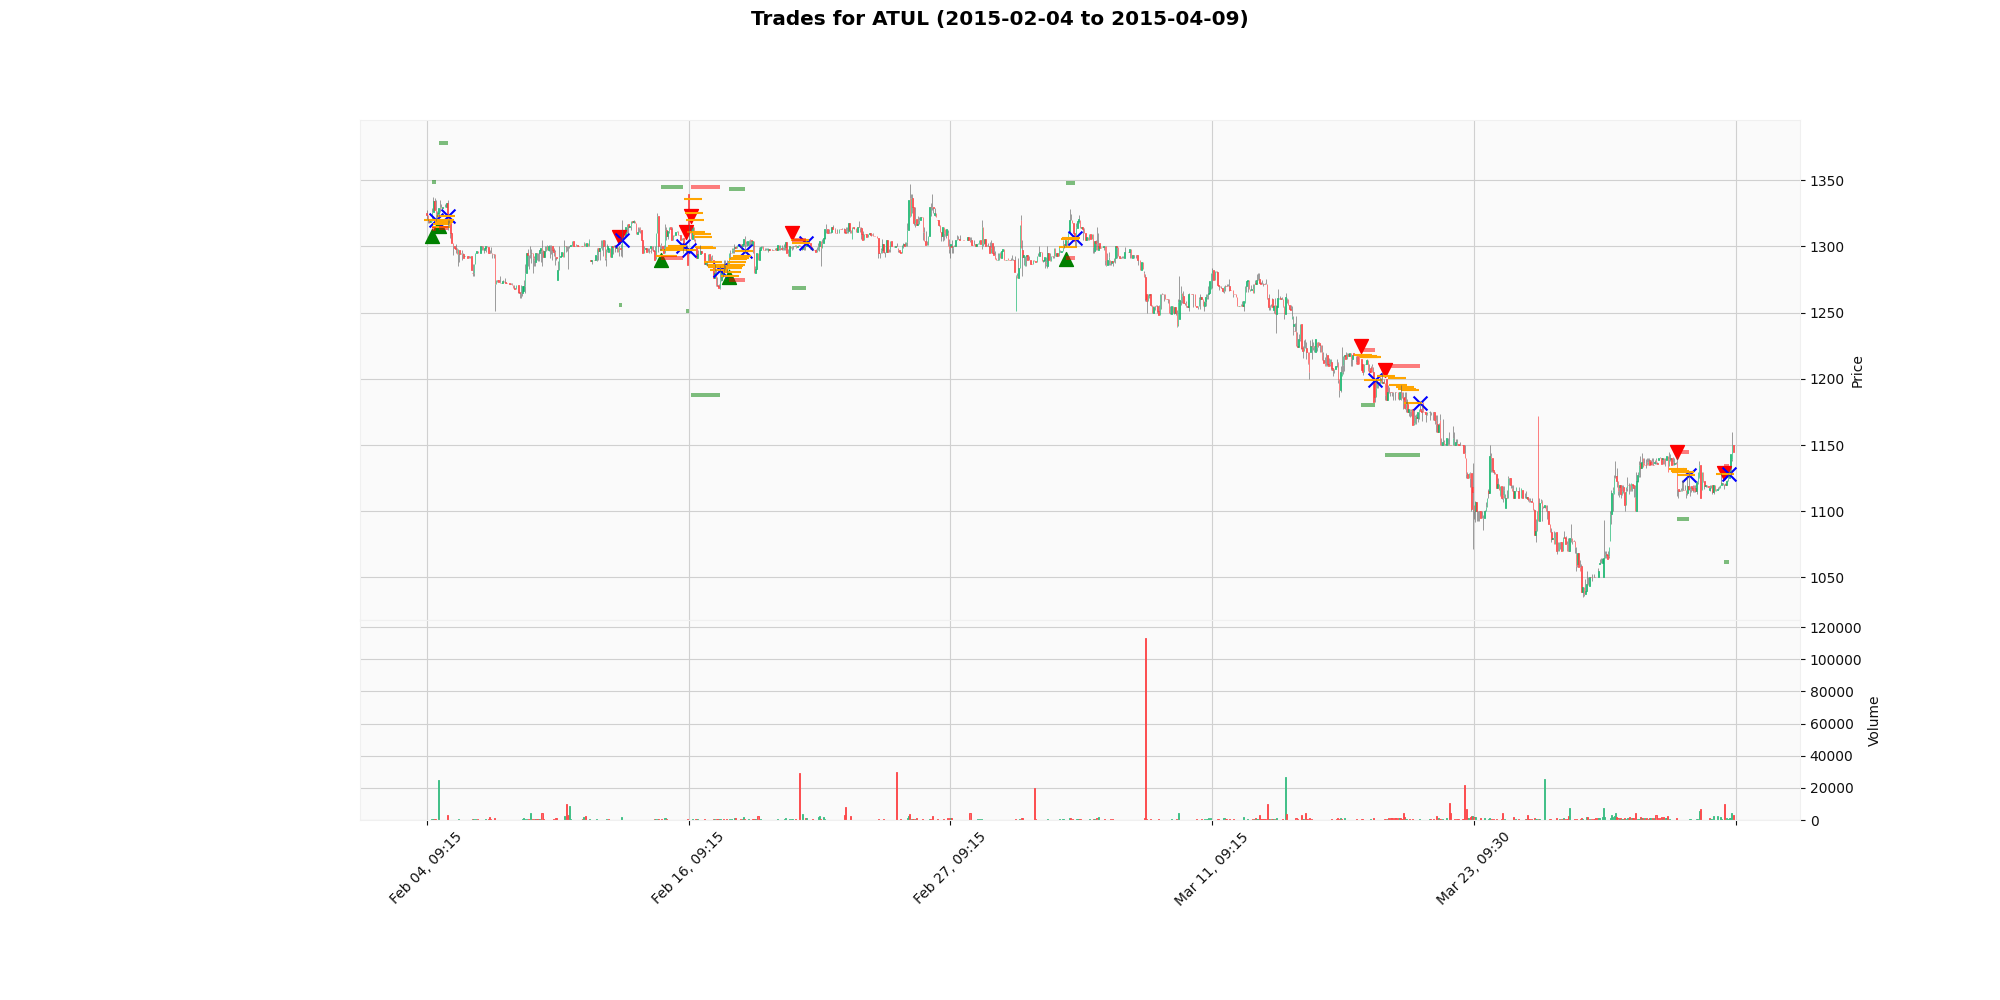 Trades for ATUL (2015-02-04 to 2015-04-09)
1350
1300
1250
1200
1150
1100
1050
Price
120000
100000
80000
60000
40000
20000
0
Volume
Feb 04, 09:15
Feb 16, 09:15
Feb 27, 09:15
Mar 11, 09:15
Mar 23, 09:30